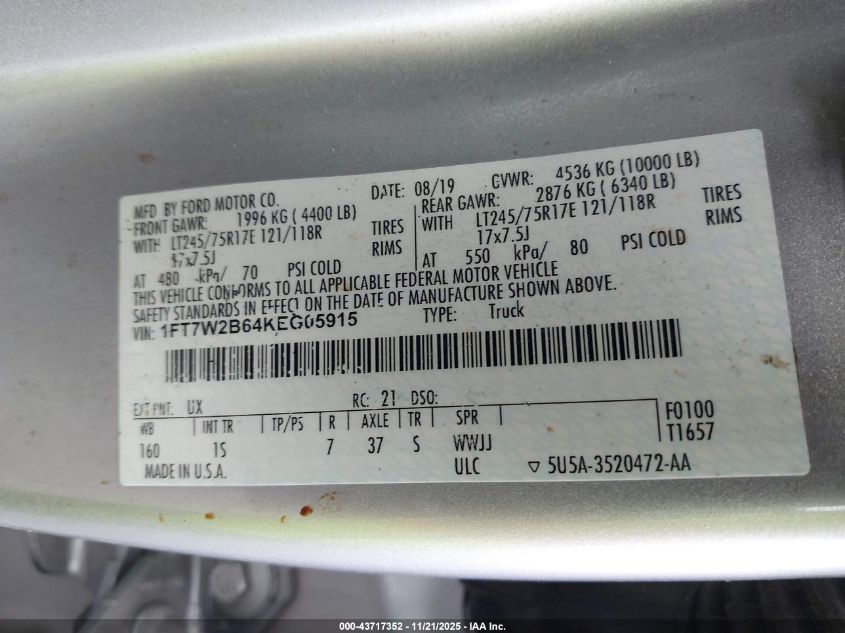 MFD BY FORD MOTOR CO. DATE: 08/19 GVWR: 4536 KG (10000 LB)
FRONT GAWR: 1996 KG ( 4400 LB) REAR GAWR: 2876 KG ( 6340 LB)
WITH LT245/75R17E 121/118R TIRES WITH LT245/75R17E 121/118R TIRES
17x7.5J RIMS 17x7.5J RIMS
AT 480 kPa/ 70 PSI COLD AT 550 kPa/ 80 PSI COLD
THIS VEHICLE CONFORMS TO ALL APPLICABLE FEDERAL MOTOR VEHICLE
SAFETY STANDARDS IN EFFECT ON THE DATE OF MANUFACTURE SHOWN ABOVE.
VIN: 1FT7W2B64KEG05915 TYPE: Truck
EXT PNT: UX RC: 21 DSO:
WB INT TR TP/PS R AXLE TR SPR F0100
160 1S 7 37 S WWJJ T1657
MADE IN U.S.A. ULC ▽ 5U5A-3520472-AA
000-43717352 — 11/21/2025 — IAA Inc.